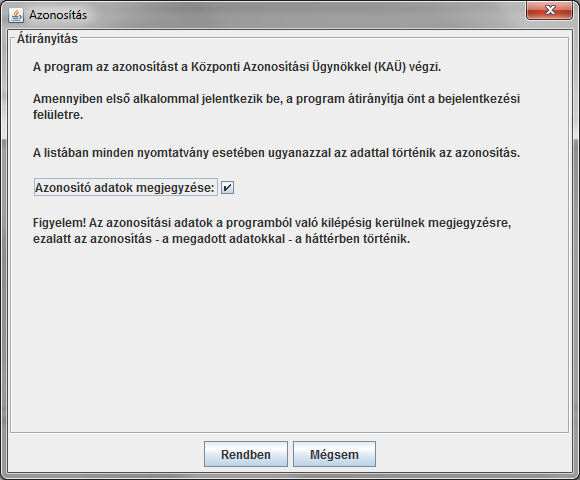 Azonosítás
Átirányítás
A program az azonosítást a Központi Azonosítási Ügynökkel (KAÜ) végzi.
Amennyiben első alkalommal jelentkezik be, a program átirányítja önt a bejelentkezési
felületre.
A listában minden nyomtatvány esetében ugyanazzal az adattal történik az azonosítás.
Azonosító adatok megjegyzése:
Figyelem! Az azonosítási adatok a programból való kilépésig kerülnek megjegyzésre,
ezalatt az azonosítás - a megadott adatokkal - a háttérben történik.
Rendben Mégsem